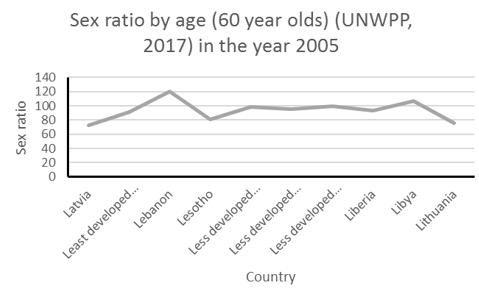 Sex ratio by age (60 year olds) (UNWPP,
2017) in the year 2005
140
120
100
80
60
40
20
0
Sex ratio
Latvia
Least developed...
Lebanon
Lesotho
Less developed...
Less developed...
Less developed...
Liberia
Libya
Lithuania
Country